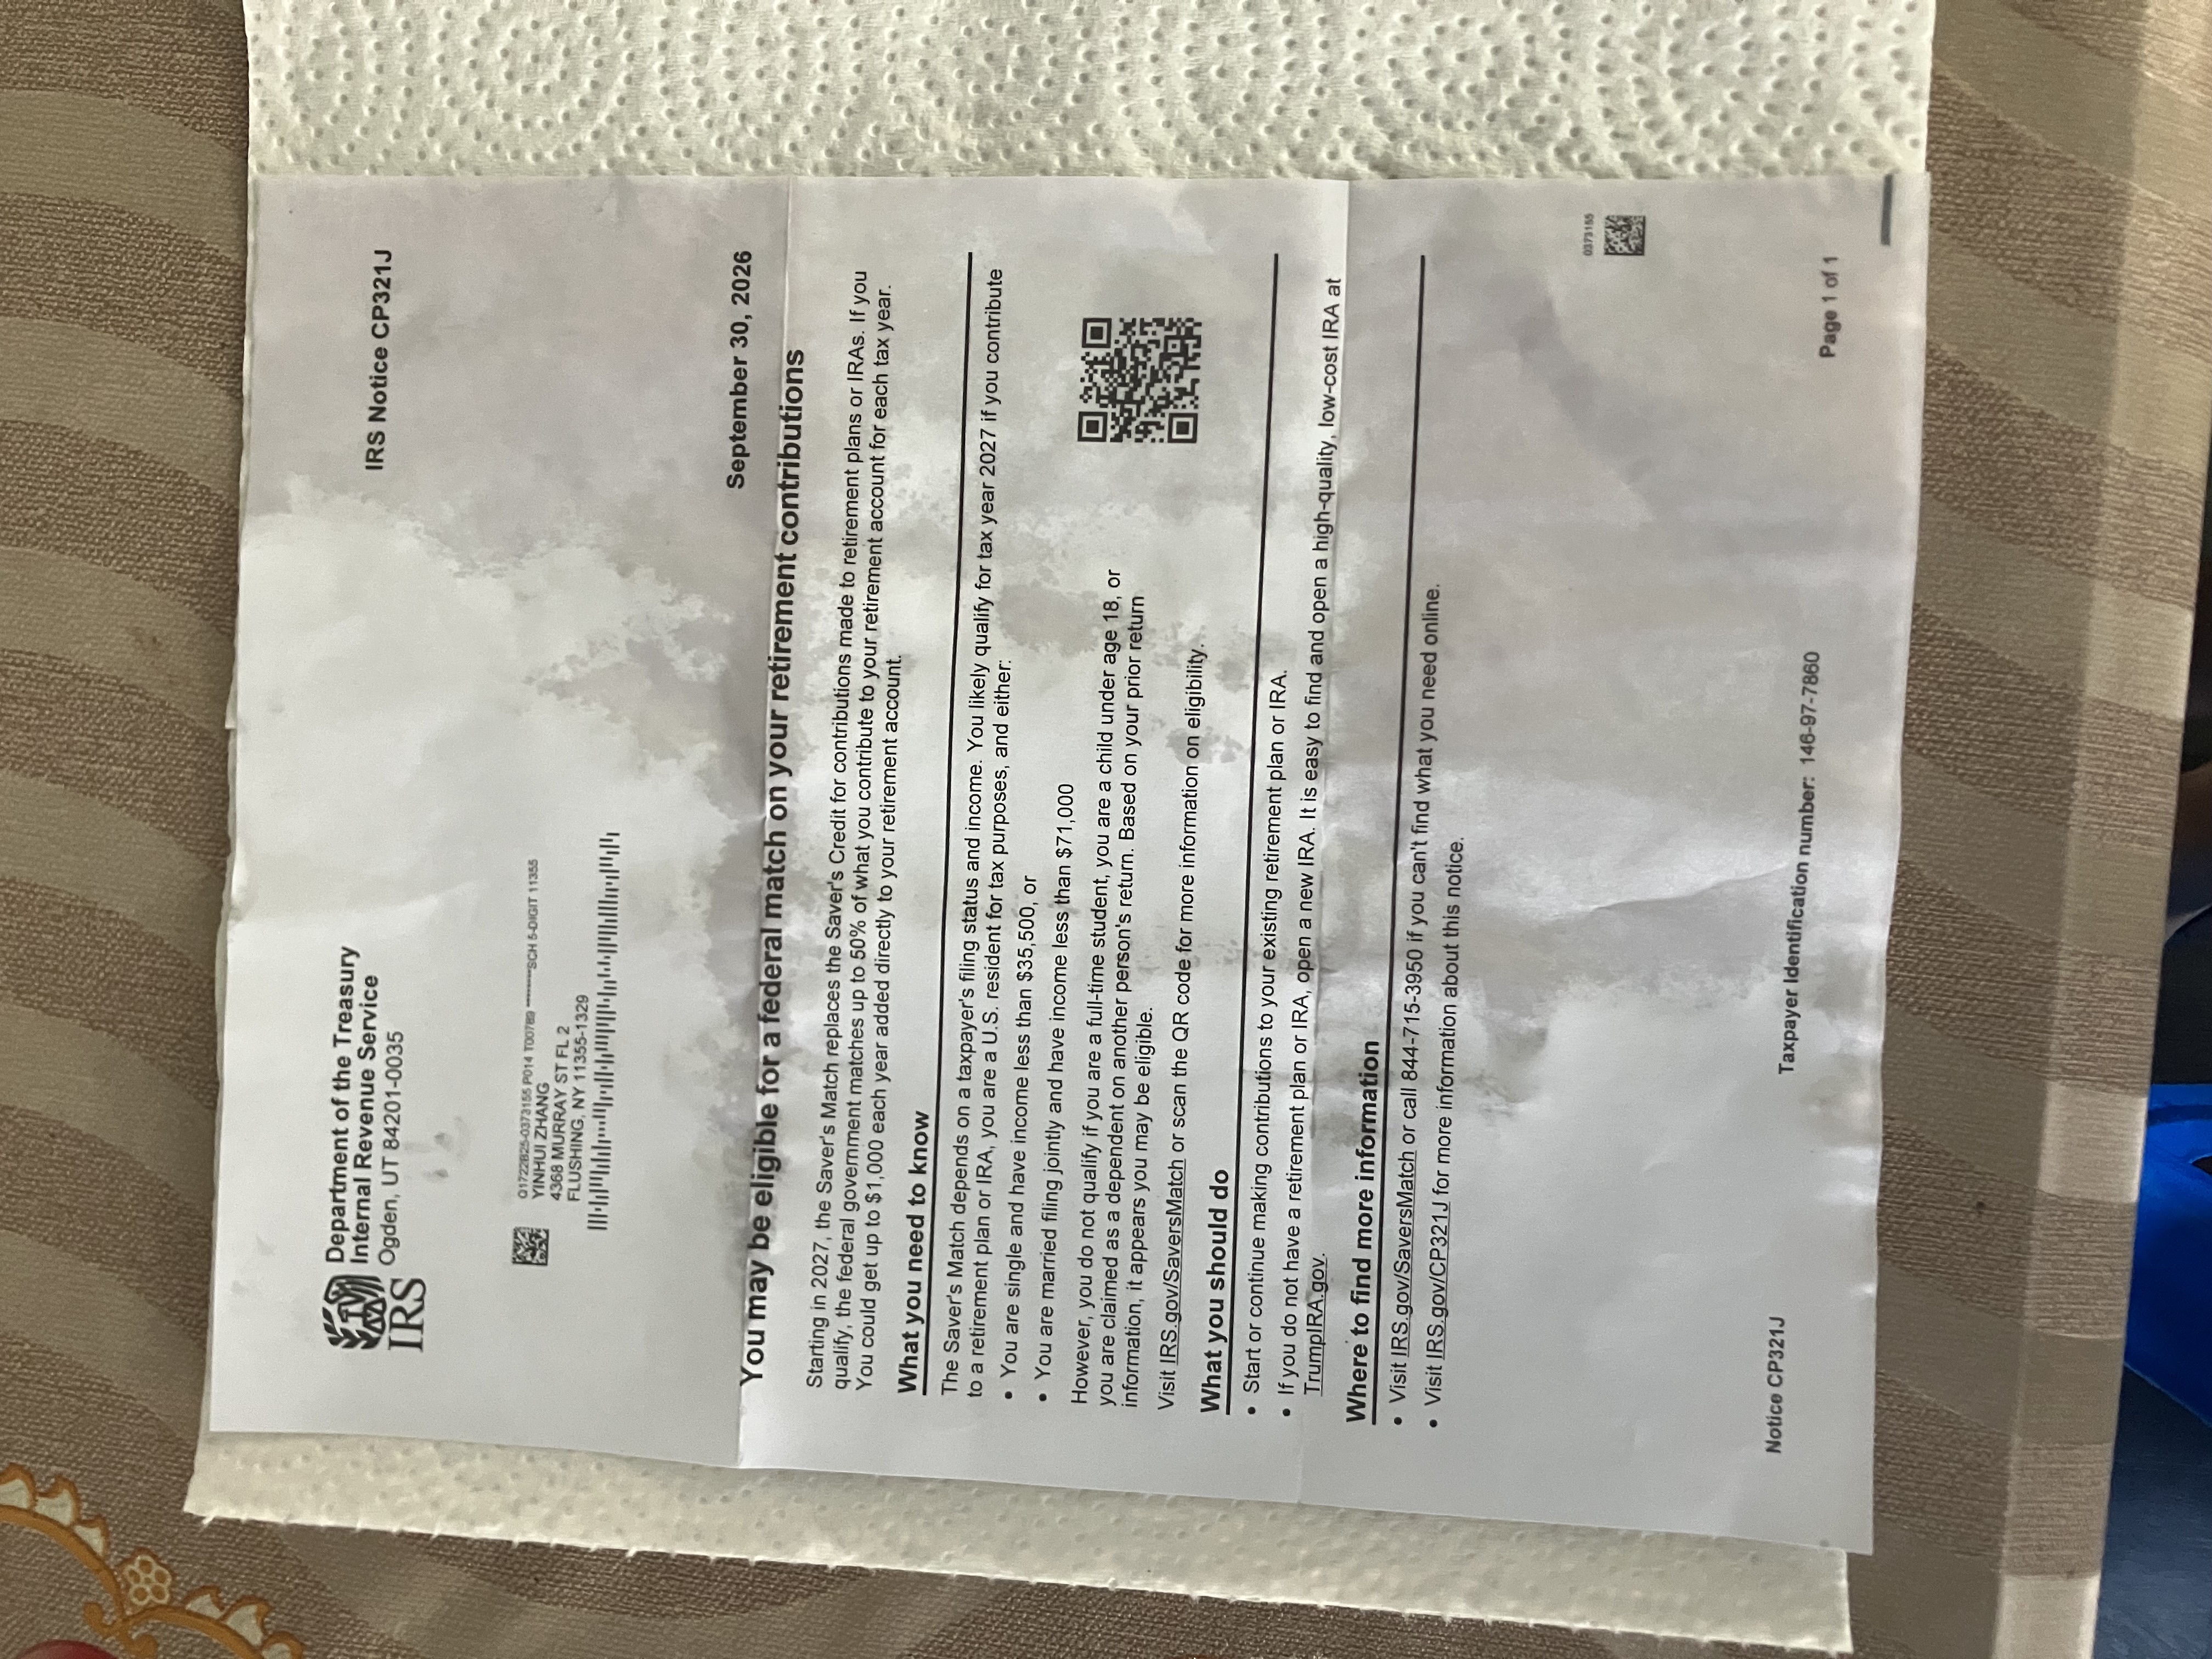 Department of the Treasury
Internal Revenue Service
Ogden, UT 84201-0035
IRS
IRS Notice CP321J
Q1722B25-0373155 P014 T00789 ********SCH 5-DIGIT 11355
YINHUI ZHANG
4368 MURRAY ST FL 2
FLUSHING, NY 11355-1329
September 30, 2026
You may be eligible for a federal match on your retirement contributions
Starting in 2027, the Saver's Match replaces the Saver's Credit for contributions made to retirement plans or IRAs. If you
qualify, the federal government matches up to 50% of what you contribute to your retirement account for each tax year.
You could get up to $1,000 each year added directly to your retirement account.
What you need to know
The Saver's Match depends on a taxpayer's filing status and income. You likely qualify for tax year 2027 if you contribute
to a retirement plan or IRA, you are a U.S. resident for tax purposes, and either:
• You are single and have income less than $35,500, or
• You are married filing jointly and have income less than $71,000
However, you do not qualify if you are a full-time student, you are a child under age 18, or
you are claimed as a dependent on another person's return. Based on your prior return
information, it appears you may be eligible.
Visit IRS.gov/SaversMatch or scan the QR code for more information on eligibility.
What you should do
• Start or continue making contributions to your existing retirement plan or IRA.
• If you do not have a retirement plan or IRA, open a new IRA. It is easy to find and open a high-quality, low-cost IRA at
TrumpIRA.gov.
Where to find more information
• Visit IRS.gov/SaversMatch or call 844-715-3950 if you can't find what you need online.
• Visit IRS.gov/CP321J for more information about this notice.
0373155
Notice CP321J
Taxpayer Identification number: 146-97-7860
Page 1 of 1